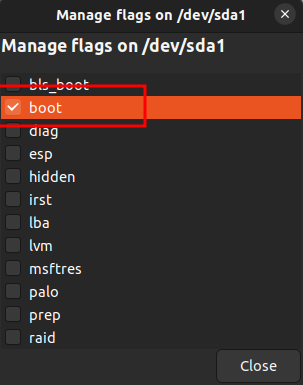 Manage flags on /dev/sda1
Manage flags on /dev/sda1
bls_boot
boot
diag
esp
hidden
irst
lba
lvm
msftres
palo
prep
raid
Close